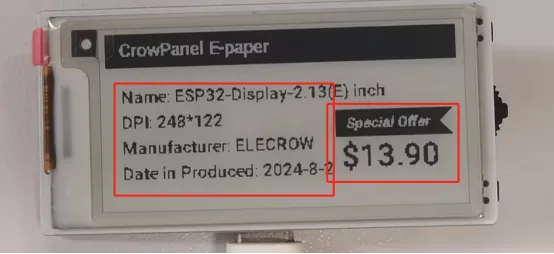 CrowPanel E-paper
Name: ESP32-Display-2.13(E) inch
DPI: 248*122
Manufacturer: ELECROW
Date in Produced: 2024-8-2
Special Offer
$13.90